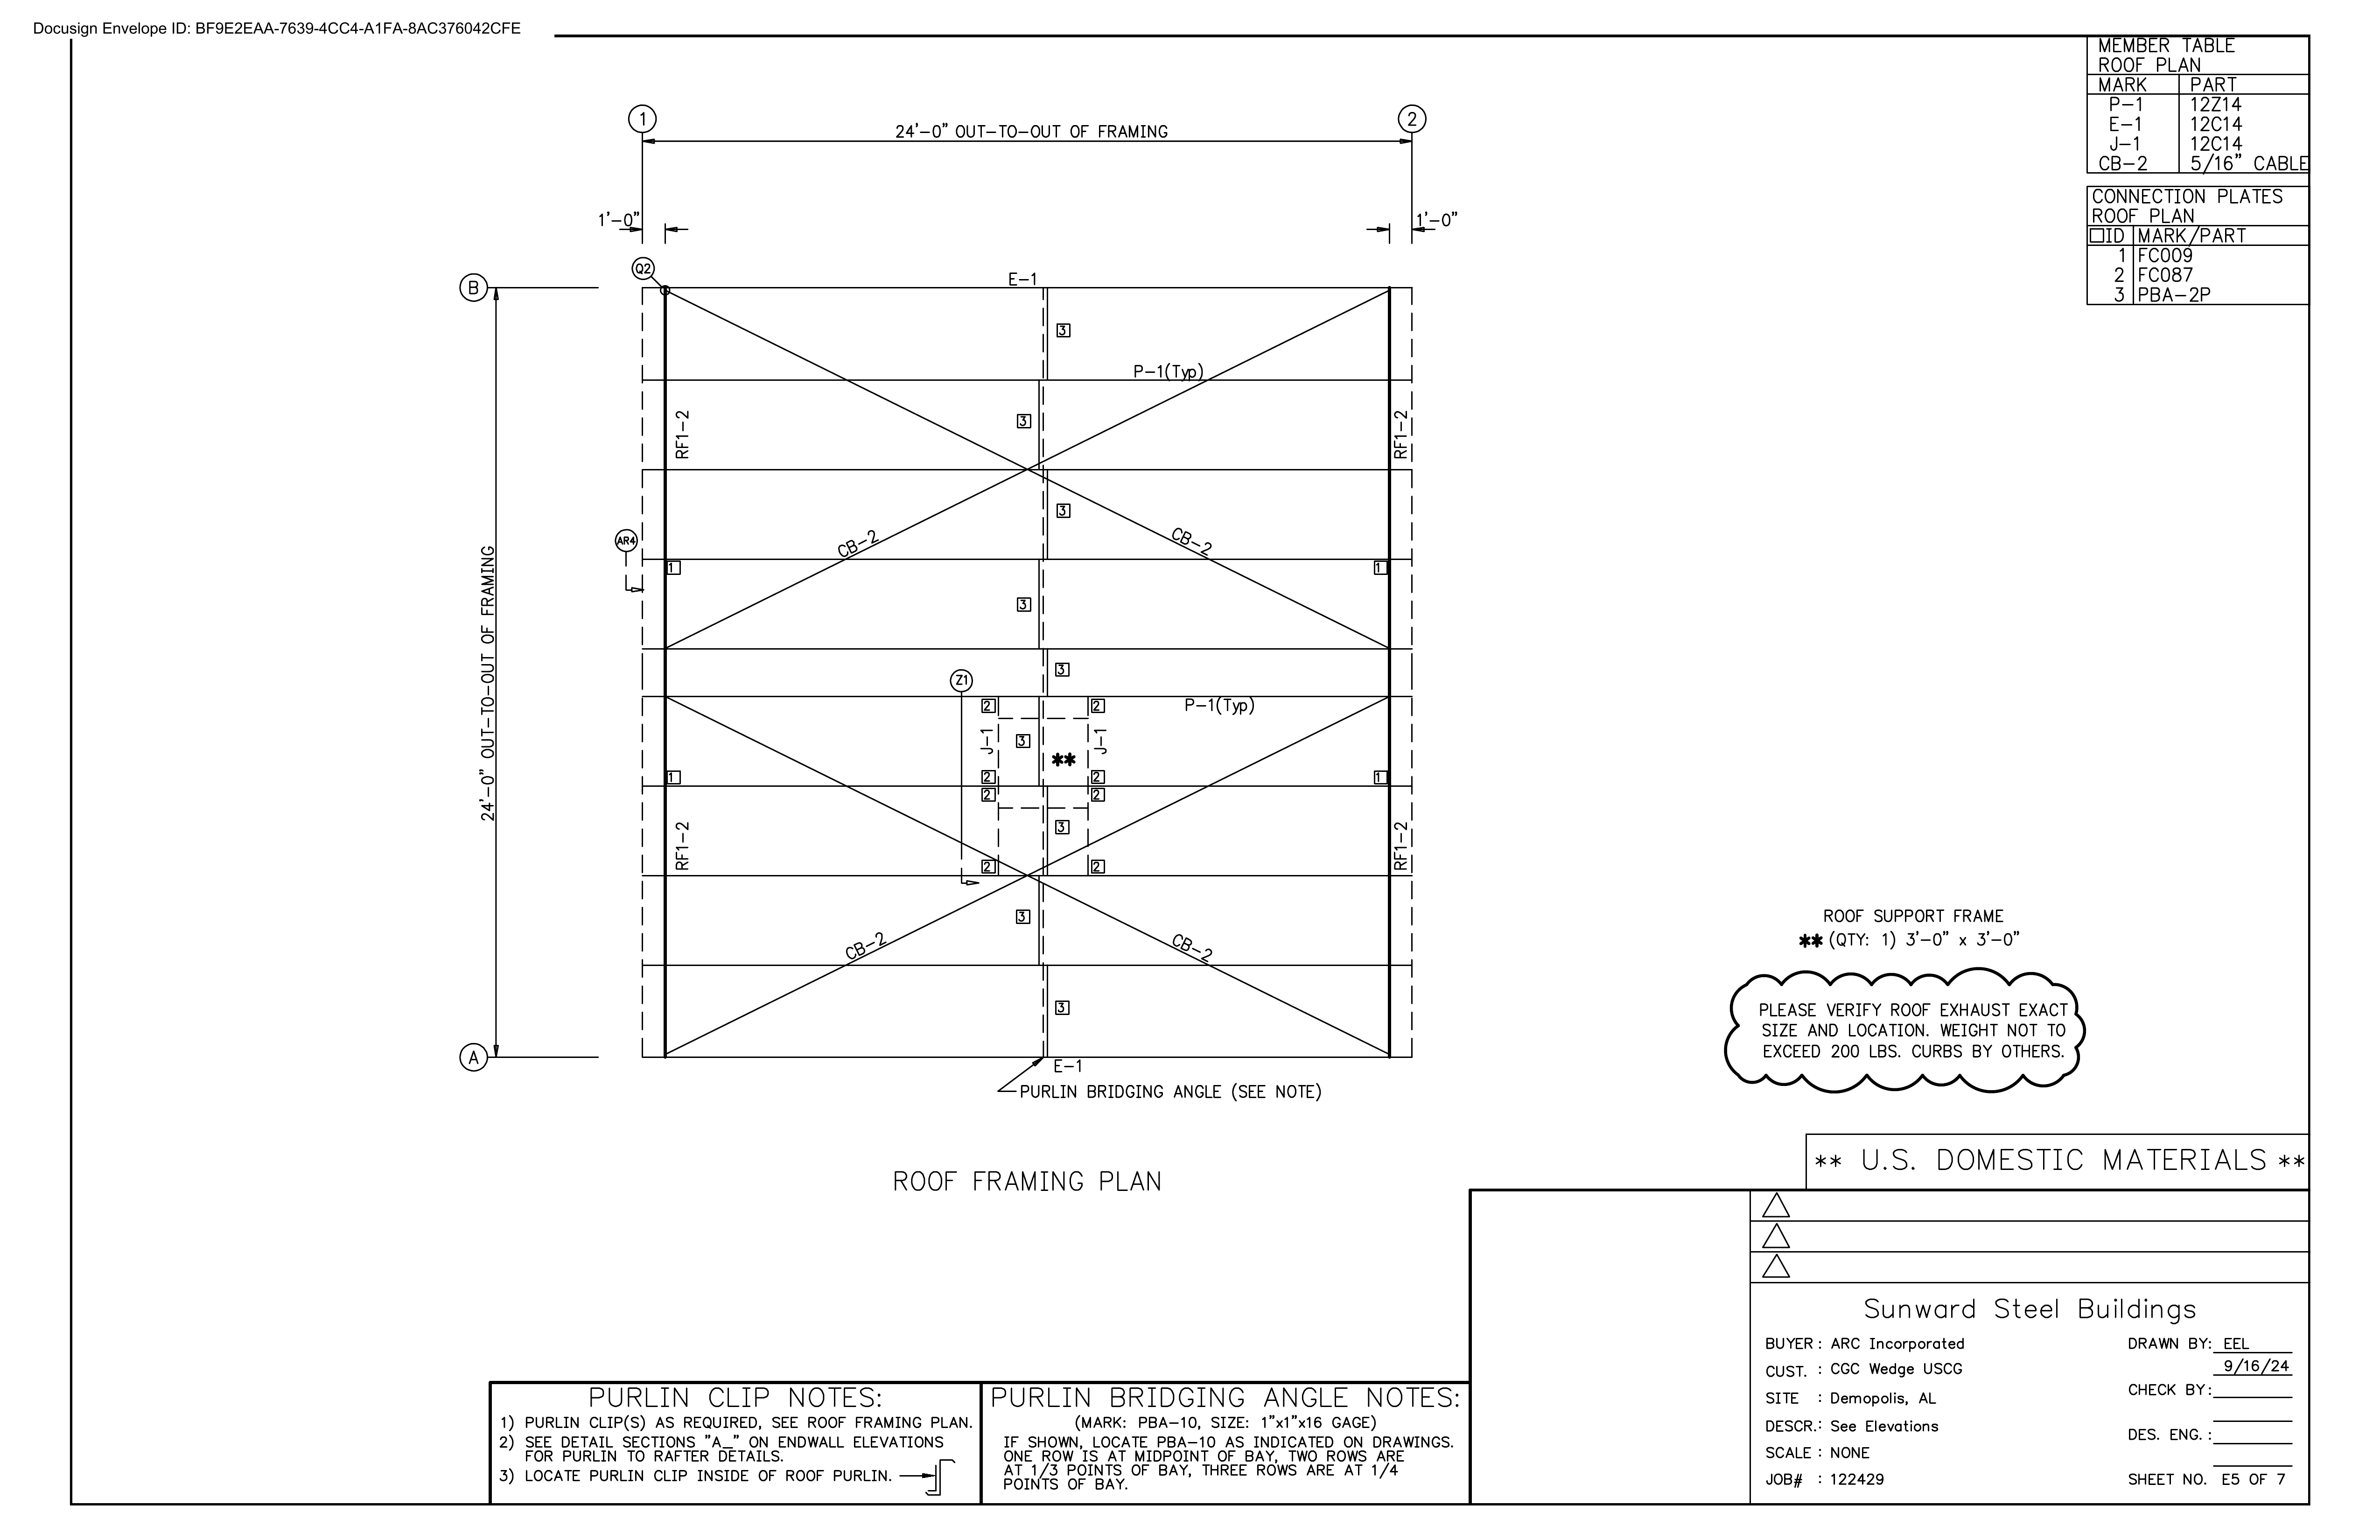 Docusign Envelope ID: BF9E2EAA-7639-4CC4-A1FA-8AC376042CFE
MEMBER TABLE
ROOF PLAN
MARK PART
P-1 12Z14
E-1 12C14
J-1 12C14
CB-2 5/16" CABLE
CONNECTION PLATES
ROOF PLAN
□ID MARK/PART
1 FC009
2 FC087
3 PBA-2P
1
2
24'-0" OUT-TO-OUT OF FRAMING
1'-0"
1'-0"
Q2
B
E-1
3
P-1(Typ)
RF1-2
3
RF1-2
3
AR4
CB-2
CB-2
1
1
24'-0" OUT-TO-OUT OF FRAMING
3
3
Z1
2
2
P-1(Typ)
J-1
3
J-1
**
1
2
2
1
2
2
RF1-2
3
RF1-2
2
2
3
CB-2
CB-2
3
A
E-1
PURLIN BRIDGING ANGLE (SEE NOTE)
ROOF FRAMING PLAN
ROOF SUPPORT FRAME
** (QTY: 1) 3'-0" x 3'-0"
PLEASE VERIFY ROOF EXHAUST EXACT
SIZE AND LOCATION. WEIGHT NOT TO
EXCEED 200 LBS. CURBS BY OTHERS.
** U.S. DOMESTIC MATERIALS **
Sunward Steel Buildings
BUYER : ARC Incorporated
CUST. : CGC Wedge USCG
SITE : Demopolis, AL
DESCR.: See Elevations
SCALE : NONE
JOB# : 122429
DRAWN BY: EEL
9/16/24
CHECK BY:
DES. ENG. :
SHEET NO. E5 OF 7
PURLIN CLIP NOTES:
1) PURLIN CLIP(S) AS REQUIRED, SEE ROOF FRAMING PLAN.
2) SEE DETAIL SECTIONS "A_" ON ENDWALL ELEVATIONS
FOR PURLIN TO RAFTER DETAILS.
3) LOCATE PURLIN CLIP INSIDE OF ROOF PURLIN.
PURLIN BRIDGING ANGLE NOTES:
(MARK: PBA-10, SIZE: 1"x1"x16 GAGE)
IF SHOWN, LOCATE PBA-10 AS INDICATED ON DRAWINGS.
ONE ROW IS AT MIDPOINT OF BAY, TWO ROWS ARE
AT 1/3 POINTS OF BAY, THREE ROWS ARE AT 1/4
POINTS OF BAY.